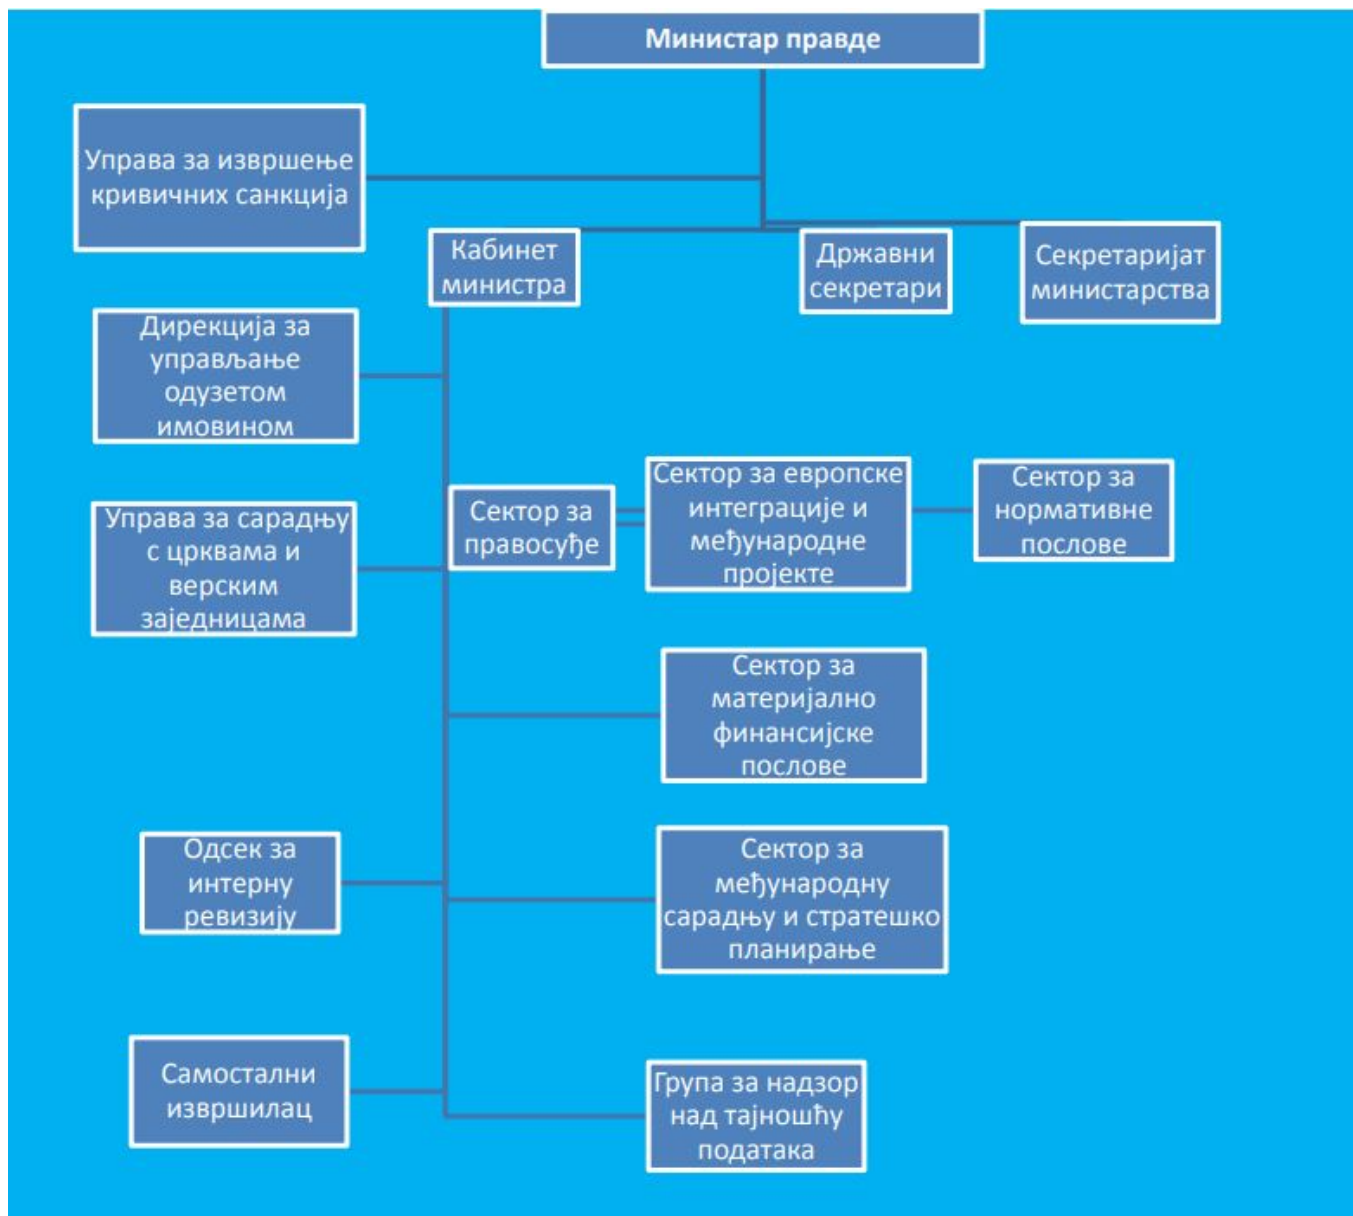 Министар правде
Управа за извршење
кривичних санкција
Кабинет
министра
Државни
секретари
Секретаријат
министарства
Дирекција за
управљање
одузетом
имовином
Управа за сарадњу
с црквама и
верским
заједницама
Сектор за
правосуђе
Сектор за европске
интеграције и
међународне
пројекте
Сектор за
нормативне
послове
Сектор за
материјално
финансијске
послове
Одсек за
интерну
ревизију
Сектор за
међународну
сарадњу и стратешко
планирање
Самостални
извршилац
Група за надзор
над тајношћу
података